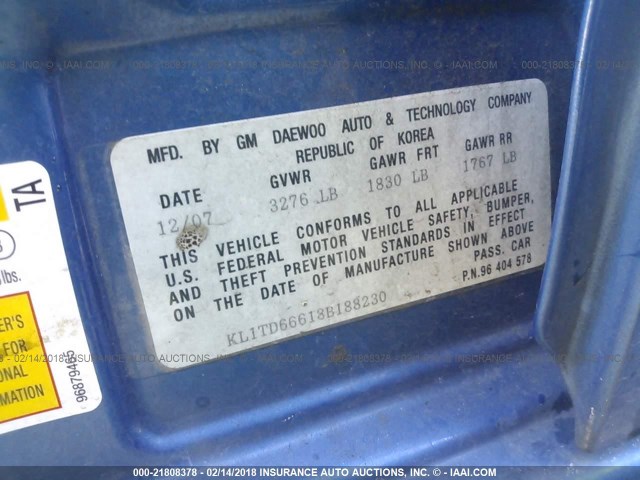 MFD. BY GM DAEWOO AUTO & TECHNOLOGY COMPANY
REPUBLIC OF KOREA
DATE GVWR GAWR FRT GAWR RR
12/07 3276 LB 1830 LB 1767 LB
THIS VEHICLE CONFORMS TO ALL APPLICABLE
U.S. FEDERAL MOTOR VEHICLE SAFETY, BUMPER,
AND THEFT PREVENTION STANDARDS IN EFFECT
ON THE DATE OF MANUFACTURE SHOWN ABOVE
PASS. CAR
P.N.96 404 578
KL1TD66618B188230
TA
lbs.
ER'S
FOR
ONAL
MATION
000-21808378 - 02/14/2018 INSURANCE AUTO AUCTIONS - © - IAAI.COM